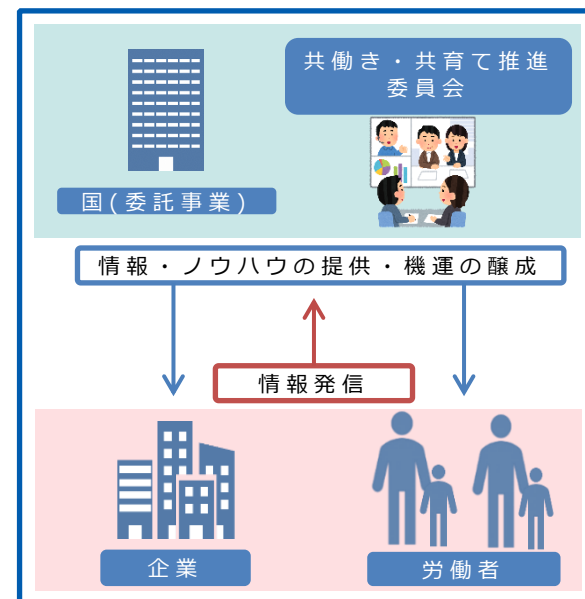 共働き・共育て推進
委員会
国(委託事業)
情報・ノウハウの提供・機運の醸成
情報発信
企業
労働者